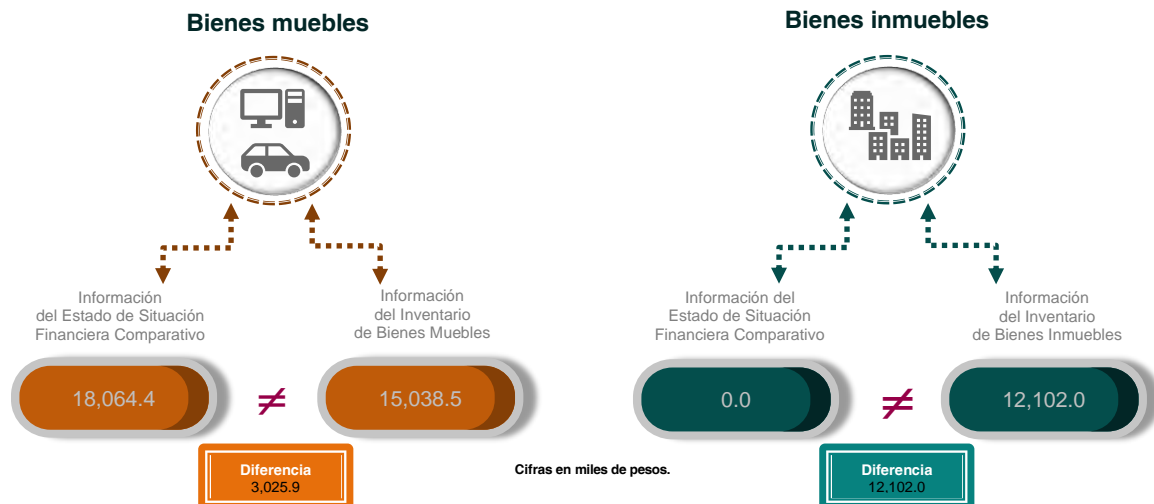 Bienes muebles
Información
del Estado de Situación
Financiera Comparativo
Información
del Inventario
de Bienes Muebles
18,064.4
≠
15,038.5
Diferencia
3,025.9
Cifras en miles de pesos.
Bienes inmuebles
Información del
Estado de Situación
Financiera Comparativo
Información
del Inventario
de Bienes Inmuebles
0.0
≠
12,102.0
Diferencia
12,102.0